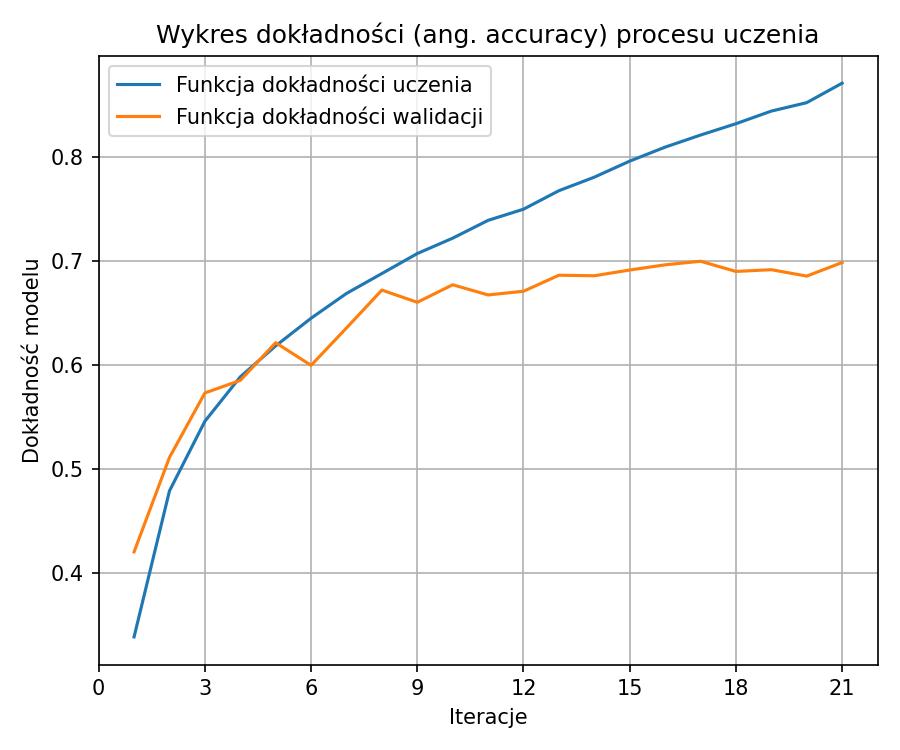 Wykres dokładności (ang. accuracy) procesu uczenia
Funkcja dokładności uczenia
Funkcja dokładności walidacji
Dokładność modelu
0.8
0.7
0.6
0.5
0.4
0 3 6 9 12 15 18 21
Iteracje